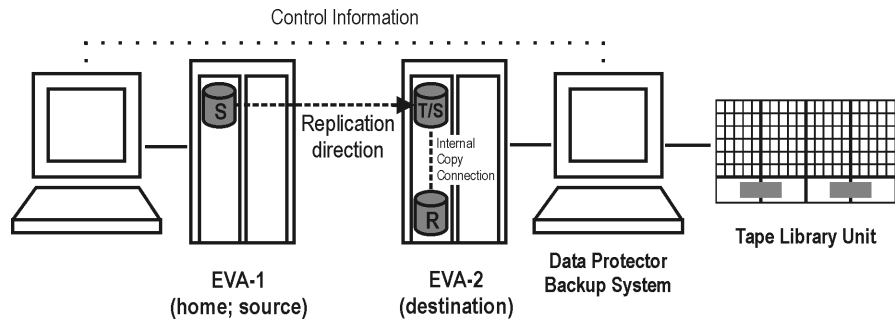 Control Information
S
T/S
Replication
direction
Internal
Copy
Connection
R
EVA-1
(home; source)
EVA-2
(destination)
Data Protector
Backup System
Tape Library Unit